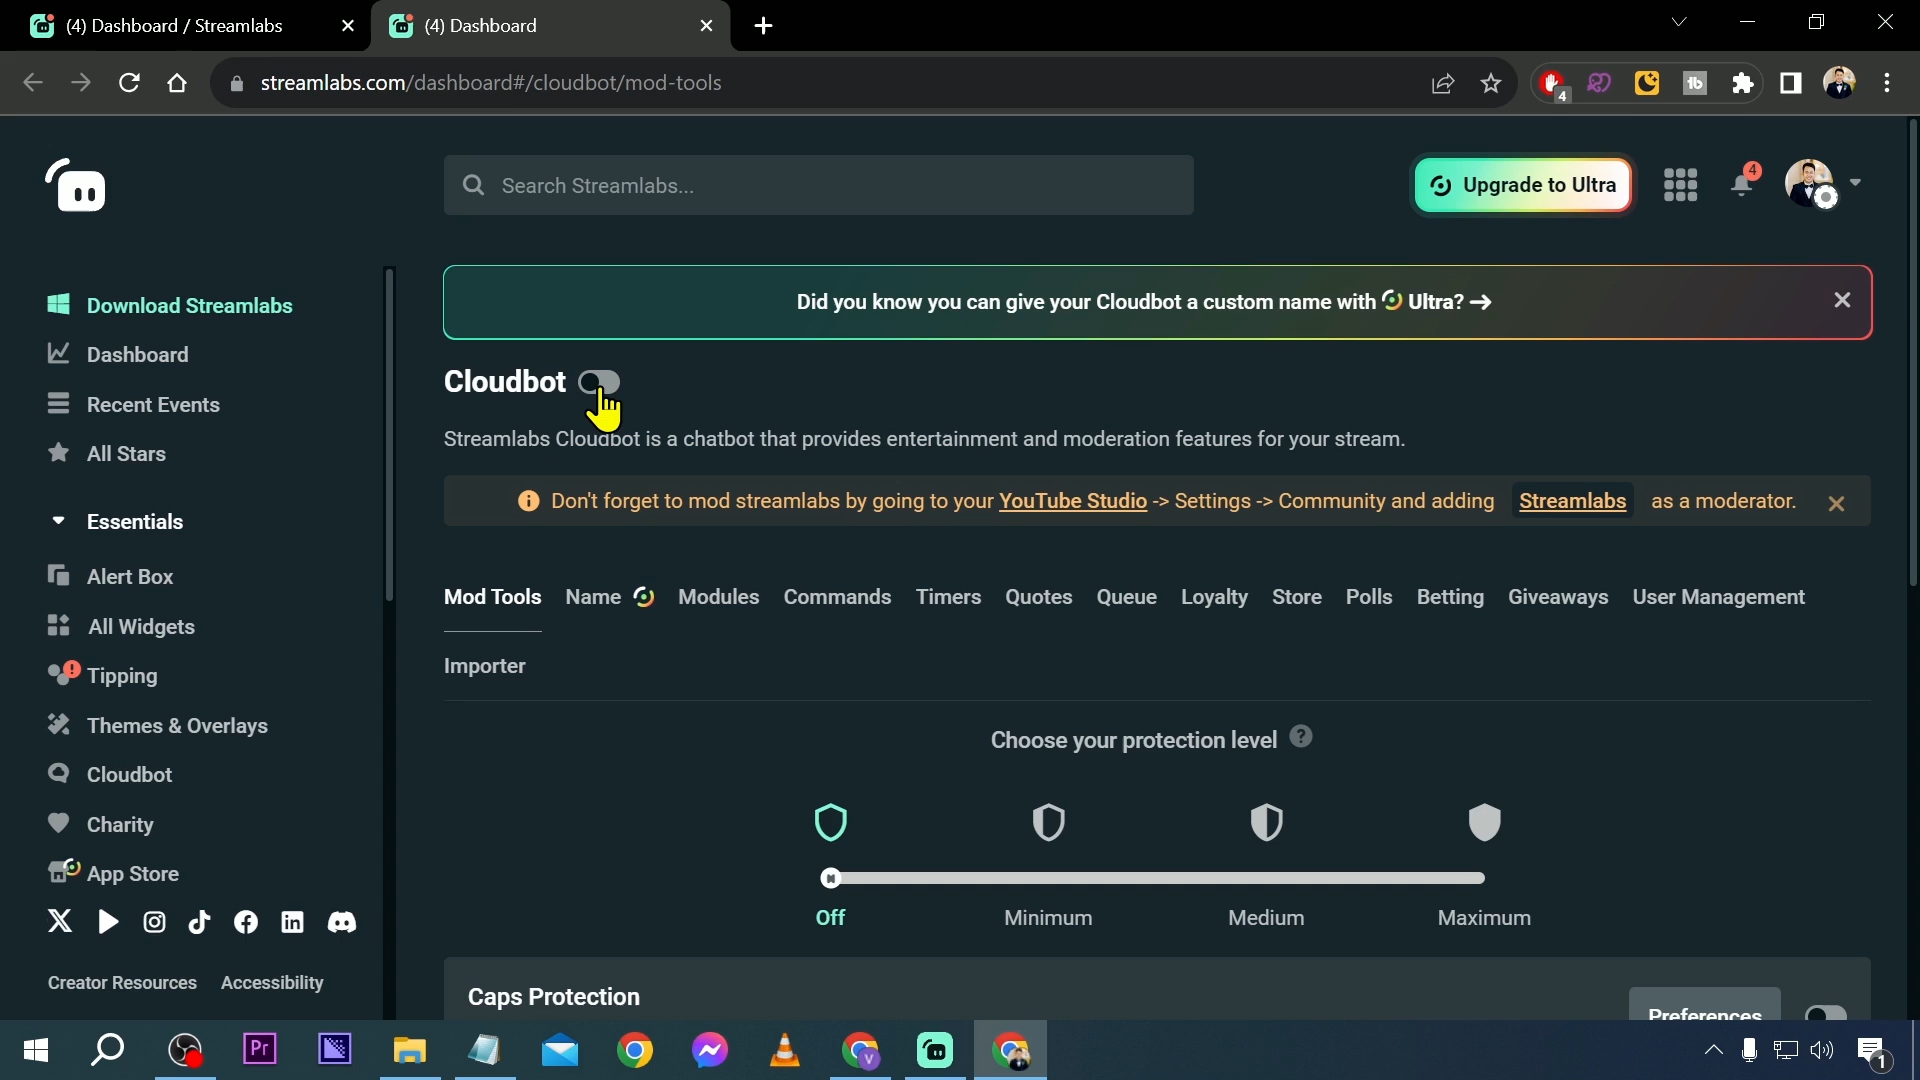 (4) Dashboard / Streamlabs
(4) Dashboard
streamlabs.com/dashboard#/cloudbot/mod-tools
4
Search Streamlabs...
Upgrade to Ultra
4
Download Streamlabs
Dashboard
Recent Events
All Stars
Essentials
Alert Box
All Widgets
Tipping
Themes & Overlays
Cloudbot
Charity
App Store
Creator Resources Accessibility
Did you know you can give your Cloudbot a custom name with Ultra? →
Cloudbot
Streamlabs Cloudbot is a chatbot that provides entertainment and moderation features for your stream.
Don't forget to mod streamlabs by going to your YouTube Studio -> Settings -> Community and adding Streamlabs as a moderator.
Mod Tools Name Modules Commands Timers Quotes Queue Loyalty Store Polls Betting Giveaways User Management
Importer
Choose your protection level ?
Off Minimum Medium Maximum
Caps Protection
Preferences
Pr
V
1